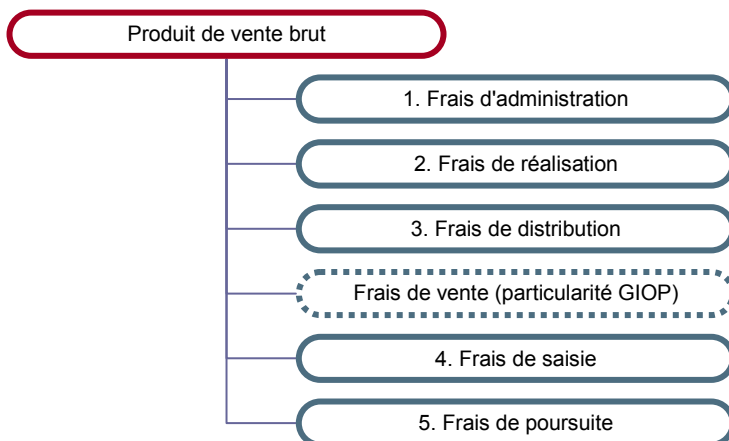 Produit de vente brut
1. Frais d'administration
2. Frais de réalisation
3. Frais de distribution
Frais de vente (particularité GIOP)
4. Frais de saisie
5. Frais de poursuite